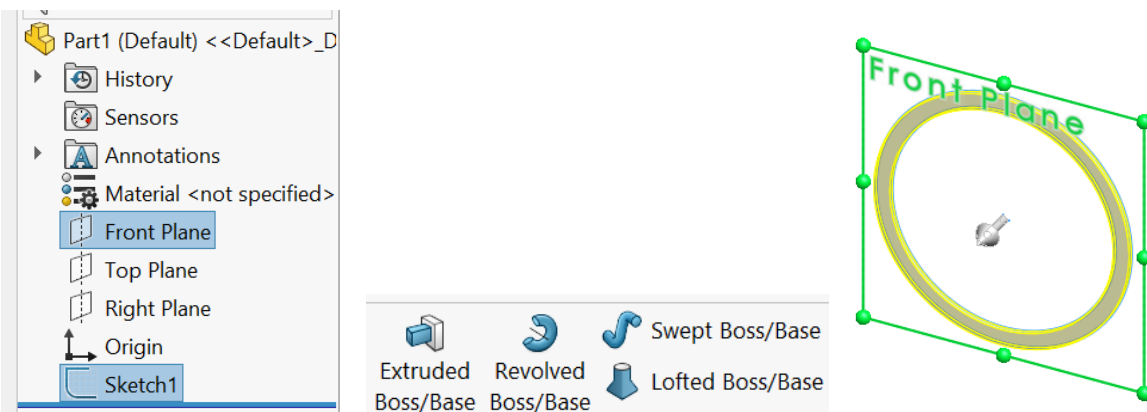 Part1 (Default) <<Default>_D
History
Sensors
Annotations
Material <not specified>
Front Plane
Top Plane
Right Plane
Origin
Sketch1
Extruded
Boss/Base
Revolved
Boss/Base
Swept Boss/Base
Lofted Boss/Base
Front Plane